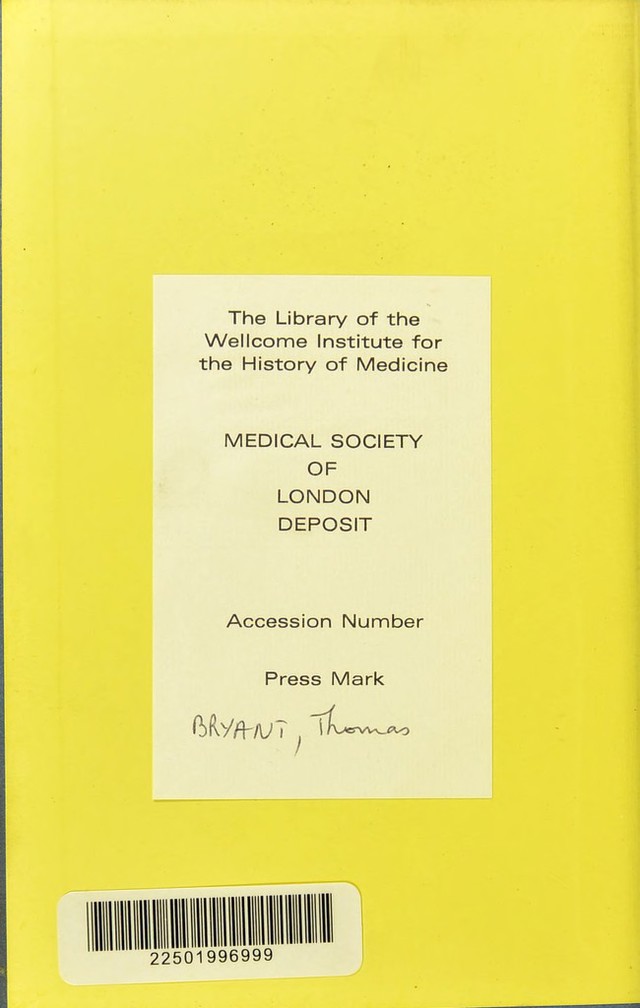 The Library of the
Wellcome Institute for
the History of Medicine
MEDICAL SOCIETY
OF
LONDON
DEPOSIT
Accession Number
Press Mark
BRYANT, Thomas
22501996999